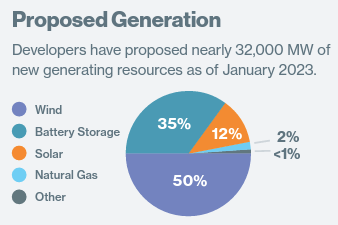 Proposed Generation
Developers have proposed nearly 32,000 MW of
new generating resources as of January 2023.
Wind
Battery Storage
Solar
Natural Gas
Other
35%
12%
2%
<1%
50%